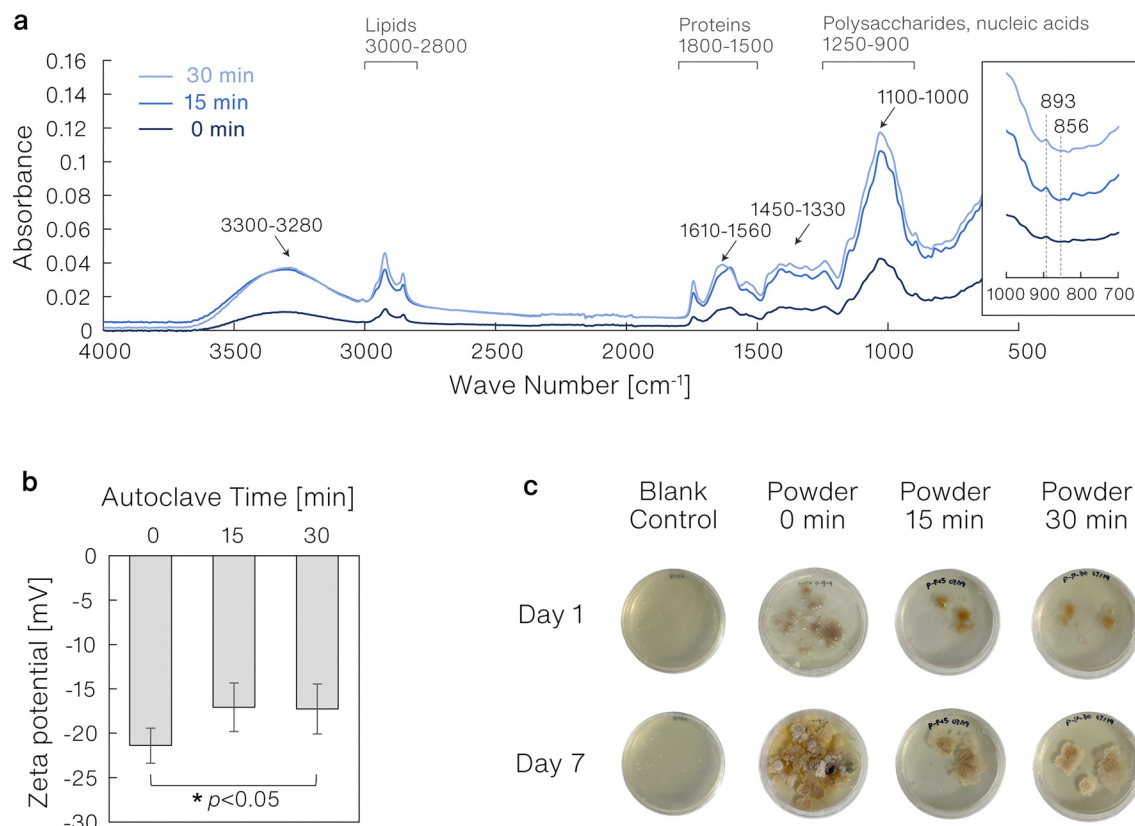 a
Lipids
3000-2800
Proteins
1800-1500
Polysaccharides, nucleic acids
1250-900
0.16
0.14
0.12
0.1
0.08
0.06
0.04
0.02
0
Absorbance
30 min
15 min
0 min
3300-3280
1610-1560
1450-1330
1100-1000
893
856
1000 900 800 700
4000 3500 3000 2500 2000 1500 1000 500
Wave Number [cm-1]
b
Autoclave Time [min]
0 15 30
0
-5
-10
-15
-20
-25
-30
Zeta potential [mV]
* p<0.05
c
Blank
Control
Powder
0 min
Powder
15 min
Powder
30 min
Day 1
Day 7